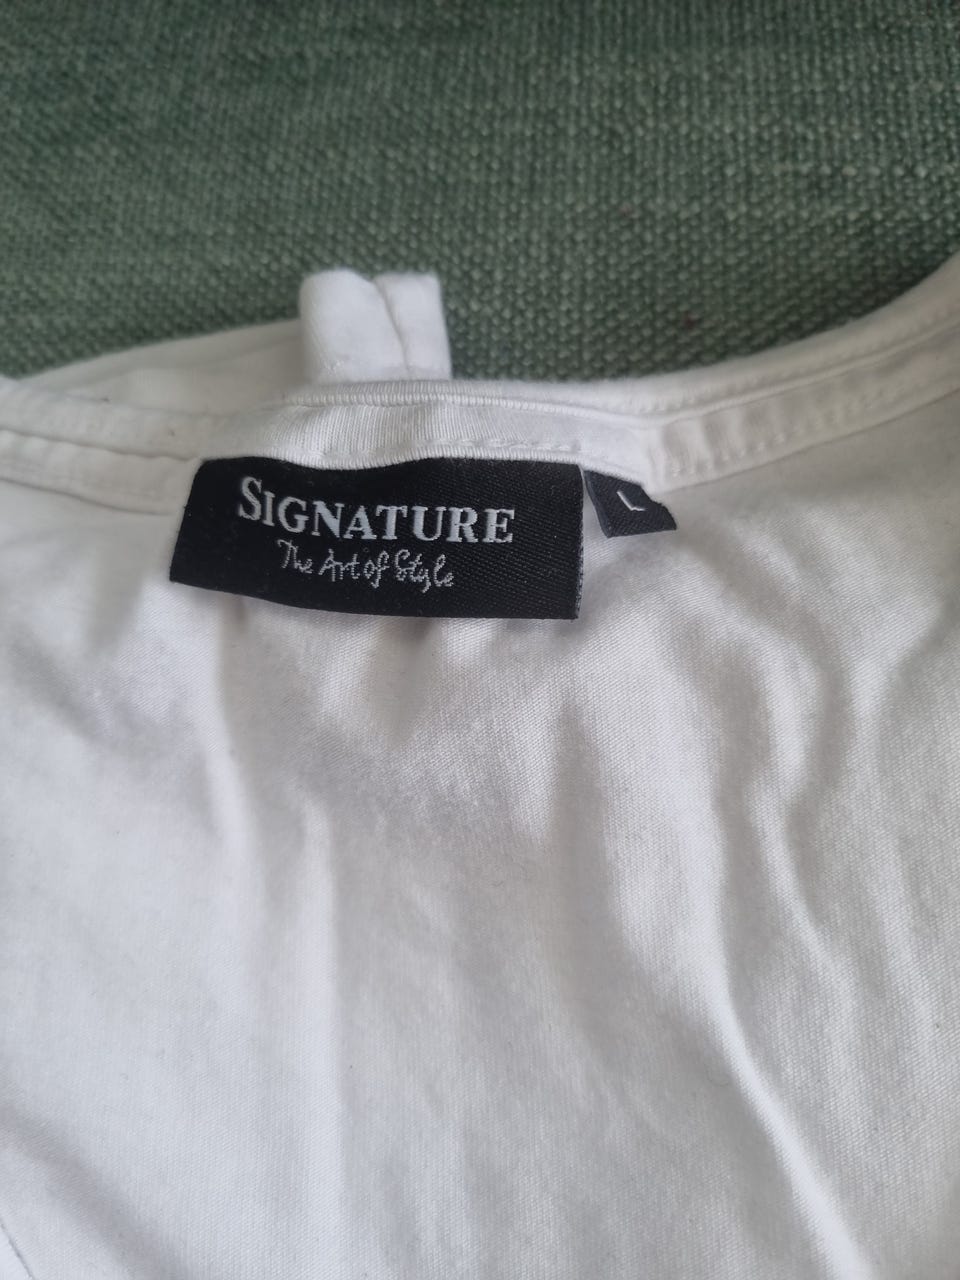 SIGNATURE
The Art of Style
L